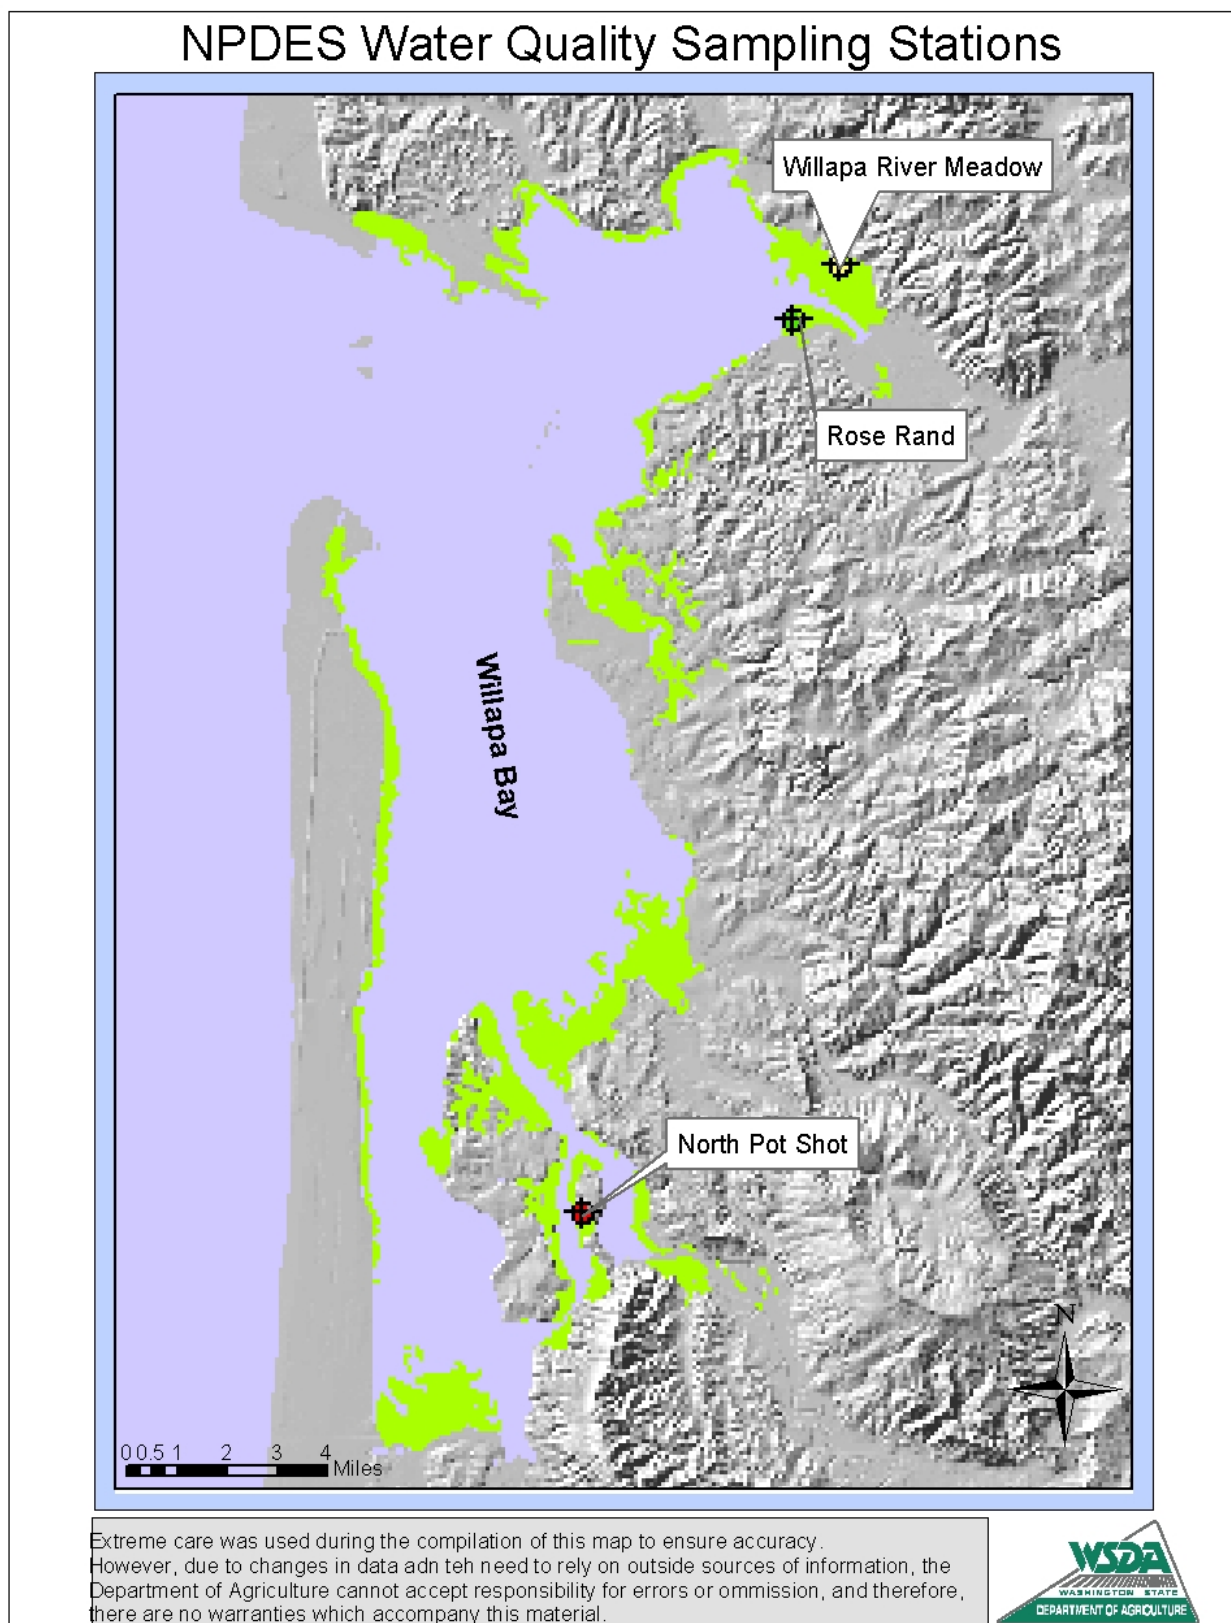 NPDES Water Quality Sampling Stations
Willapa River Meadow
Rose Rand
Willapa Bay
North Pot Shot
N
0 0.5 1 2 3 4
Miles
Extreme care was used during the compilation of this map to ensure accuracy.
However, due to changes in data adn teh need to rely on outside sources of information, the
Department of Agriculture cannot accept responsibility for errors or ommission, and therefore,
there are no warranties which accompany this material.
WSDA
WASHINGTON STATE
DEPARTMENT OF AGRICULTURE